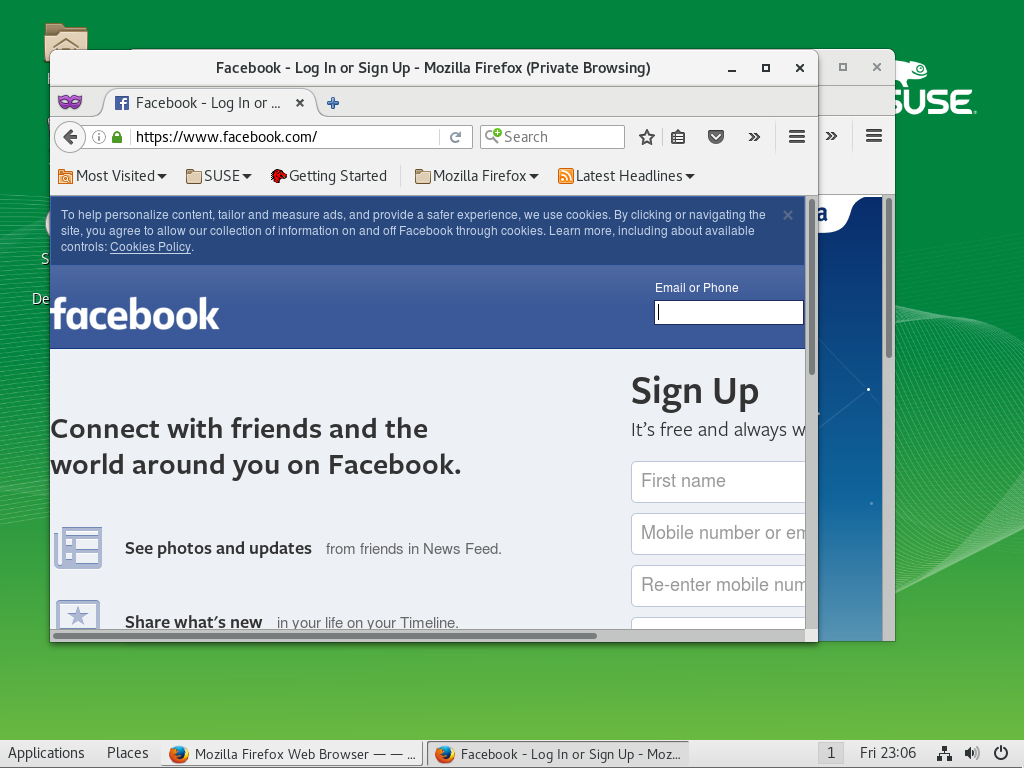 Facebook - Log In or Sign Up - Mozilla Firefox (Private Browsing)
Facebook - Log In or ...
https://www.facebook.com/
Search
Most Visited
SUSE
Getting Started
Mozilla Firefox
Latest Headlines
To help personalize content, tailor and measure ads, and provide a safer experience, we use cookies. By clicking or navigating the
site, you agree to allow our collection of information on and off Facebook through cookies. Learn more, including about available
controls: Cookies Policy.
facebook
Email or Phone
Connect with friends and the
world around you on Facebook.
See photos and updates from friends in News Feed.
Share what's new in your life on your Timeline.
Sign Up
It's free and always w
First name
Mobile number or em
Re-enter mobile num
SUSE
a
S
De
Applications
Places
Mozilla Firefox Web Browser — — ...
Facebook - Log In or Sign Up - Moz...
1
Fri 23:06